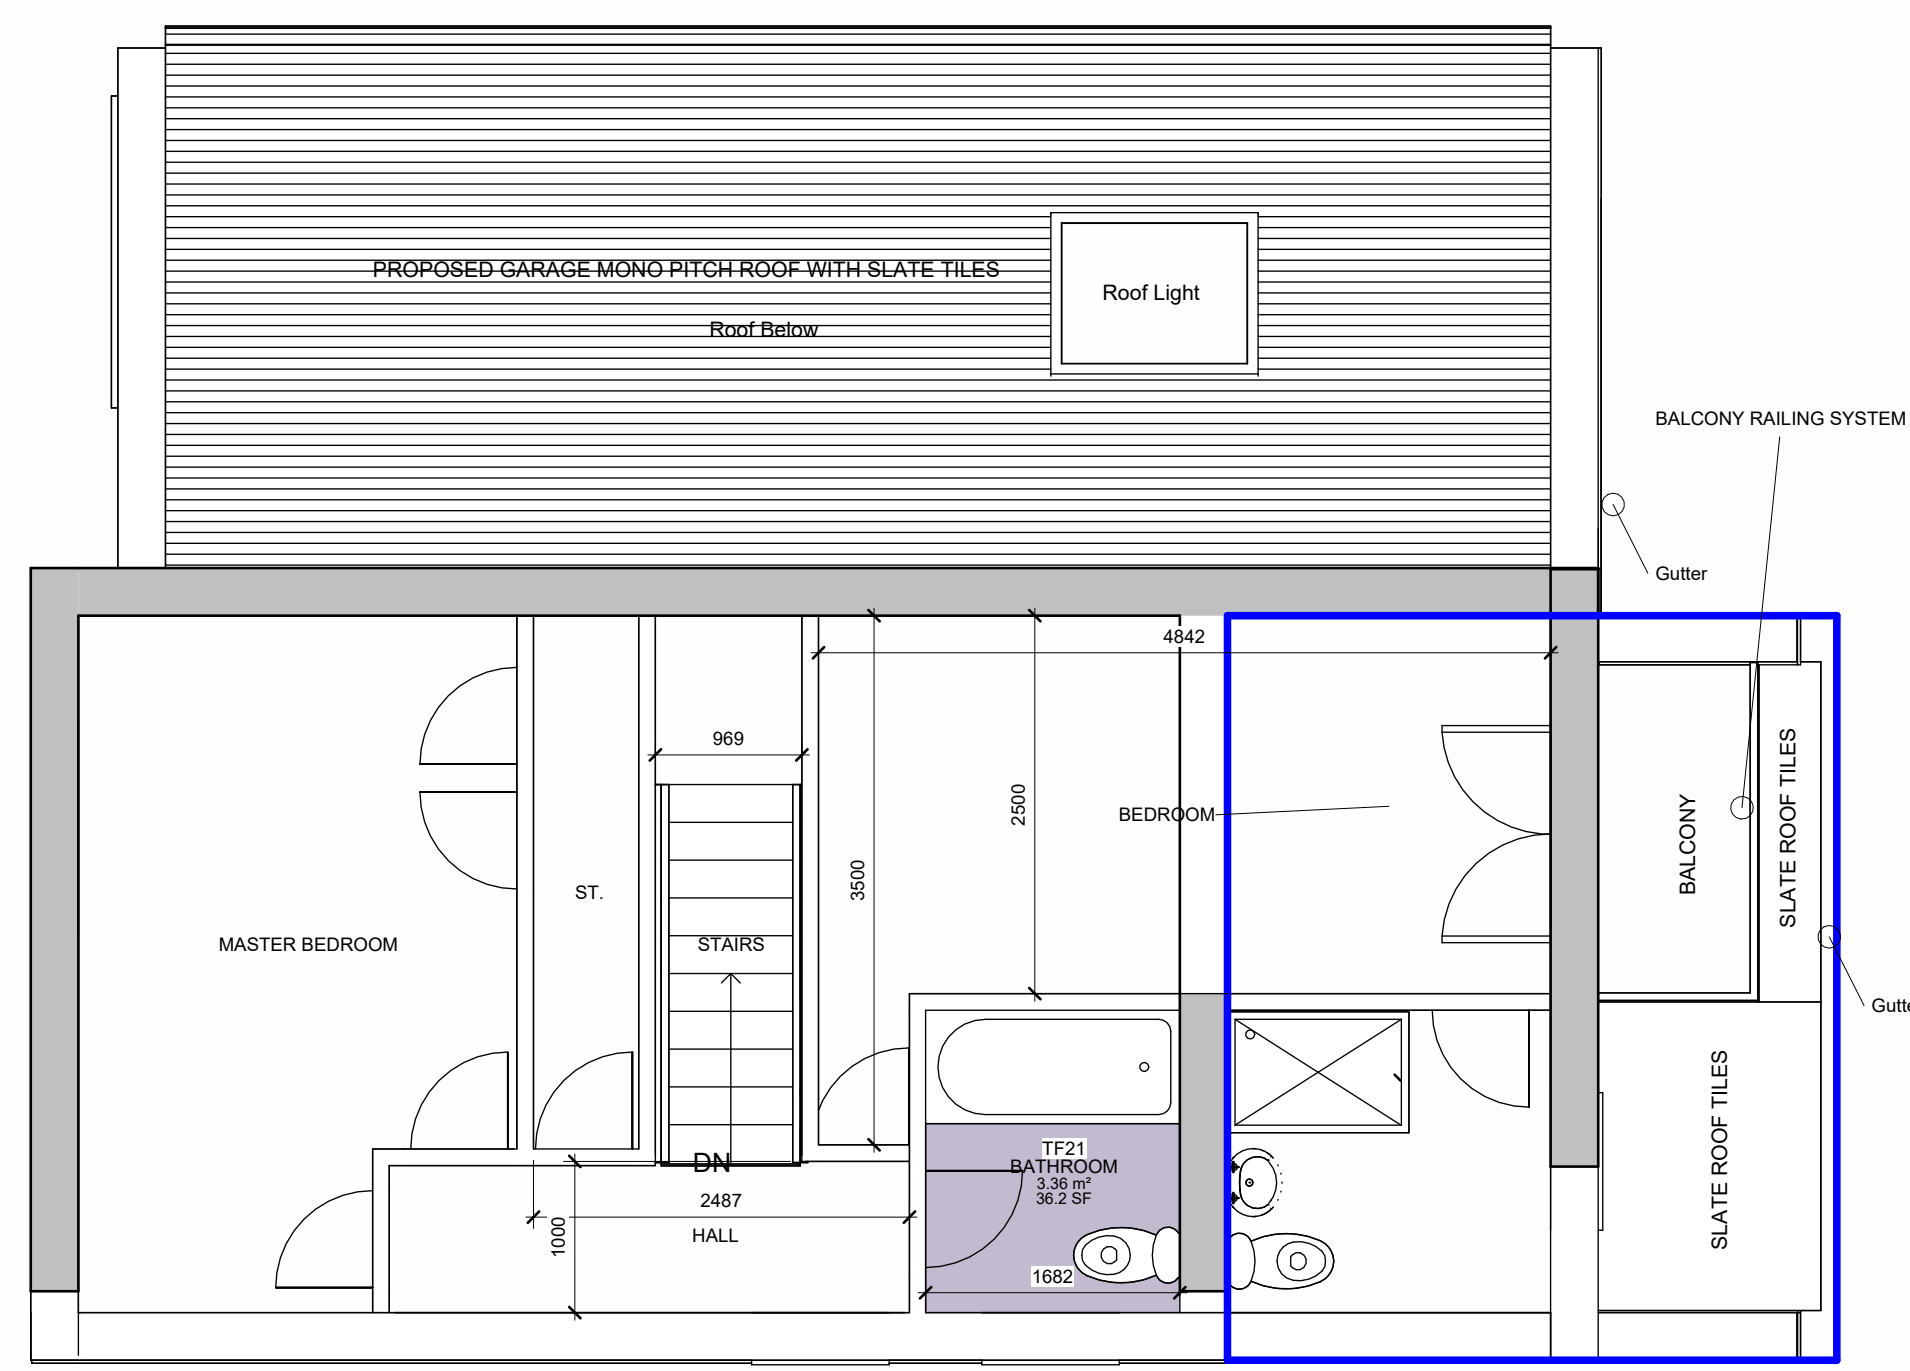 PROPOSED GARAGE MONO PITCH ROOF WITH SLATE TILES
Roof Light
Roof Below
BALCONY RAILING SYSTEM
Gutter
4842
969
2500
BEDROOM
3500
BALCONY
SLATE ROOF TILES
ST.
MASTER BEDROOM
STAIRS
Gutte
SLATE ROOF TILES
TF21
BATHROOM
3.36 m²
36.2 SF
DN
2487
1000
HALL
1682